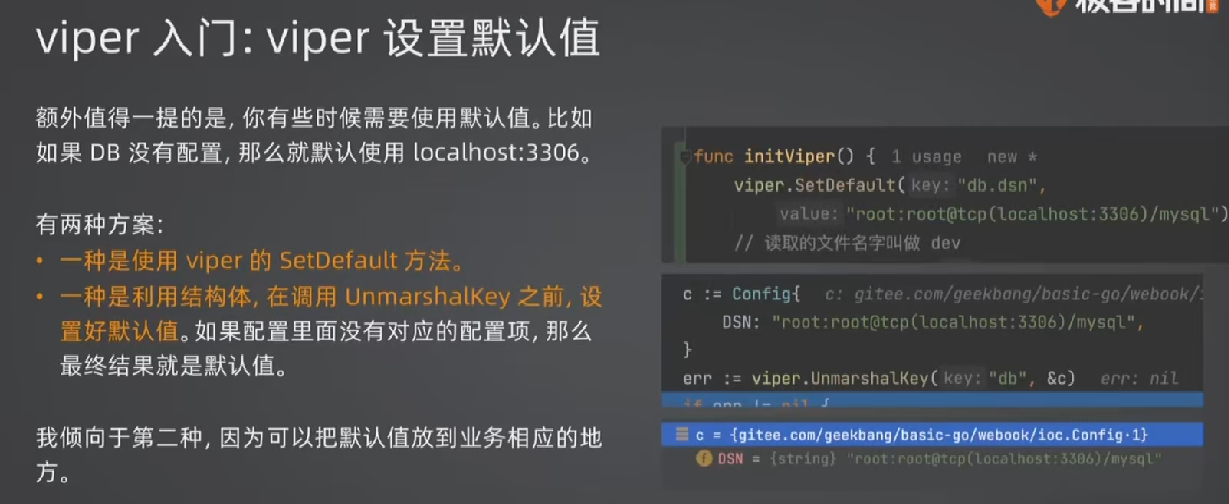 viper 入门: viper 设置默认值
额外值得一提的是, 你有些时候需要使用默认值。比如
如果 DB 没有配置, 那么就默认使用 localhost:3306。
有两种方案:
• 一种是使用 viper 的 SetDefault 方法。
• 一种是利用结构体, 在调用 UnmarshalKey 之前, 设
置好默认值。如果配置里面没有对应的配置项, 那么
最终结果就是默认值。
我倾向于第二种, 因为可以把默认值放到业务相应的地
方。
极客时间
func initViper() { 1 usage new *
viper.SetDefault( key: "db.dsn",
value: "root:root@tcp(localhost:3306)/mysql")
// 读取的文件名字叫做 dev
c := Config{ c: gitee.com/geekbang/basic-go/webook/
DSN: "root:root@tcp(localhost:3306)/mysql",
}
err := viper.UnmarshalKey( key: "db", &c) err: nil
if err != nil {
c = {gitee.com/geekbang/basic-go/webook/ioc.Config·1}
f DSN = {string} "root:root@tcp(localhost:3306)/mysql"